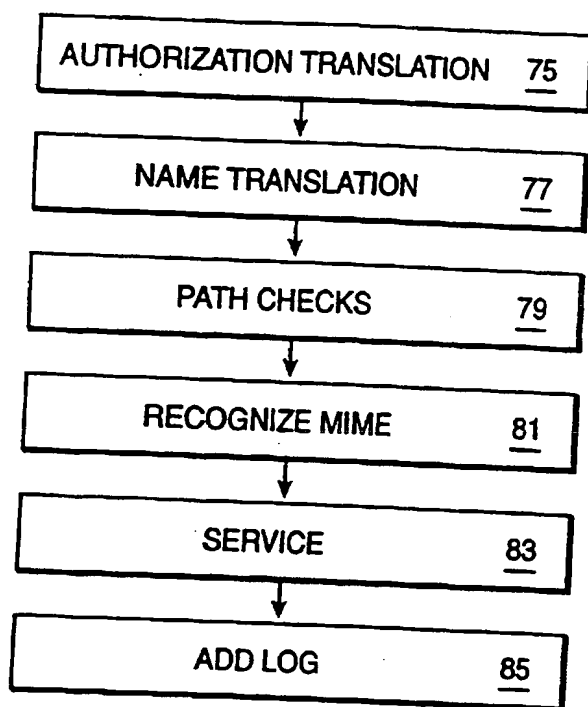 AUTHORIZATION TRANSLATION 75
NAME TRANSLATION 77
PATH CHECKS 79
RECOGNIZE MIME 81
SERVICE 83
ADD LOG 85